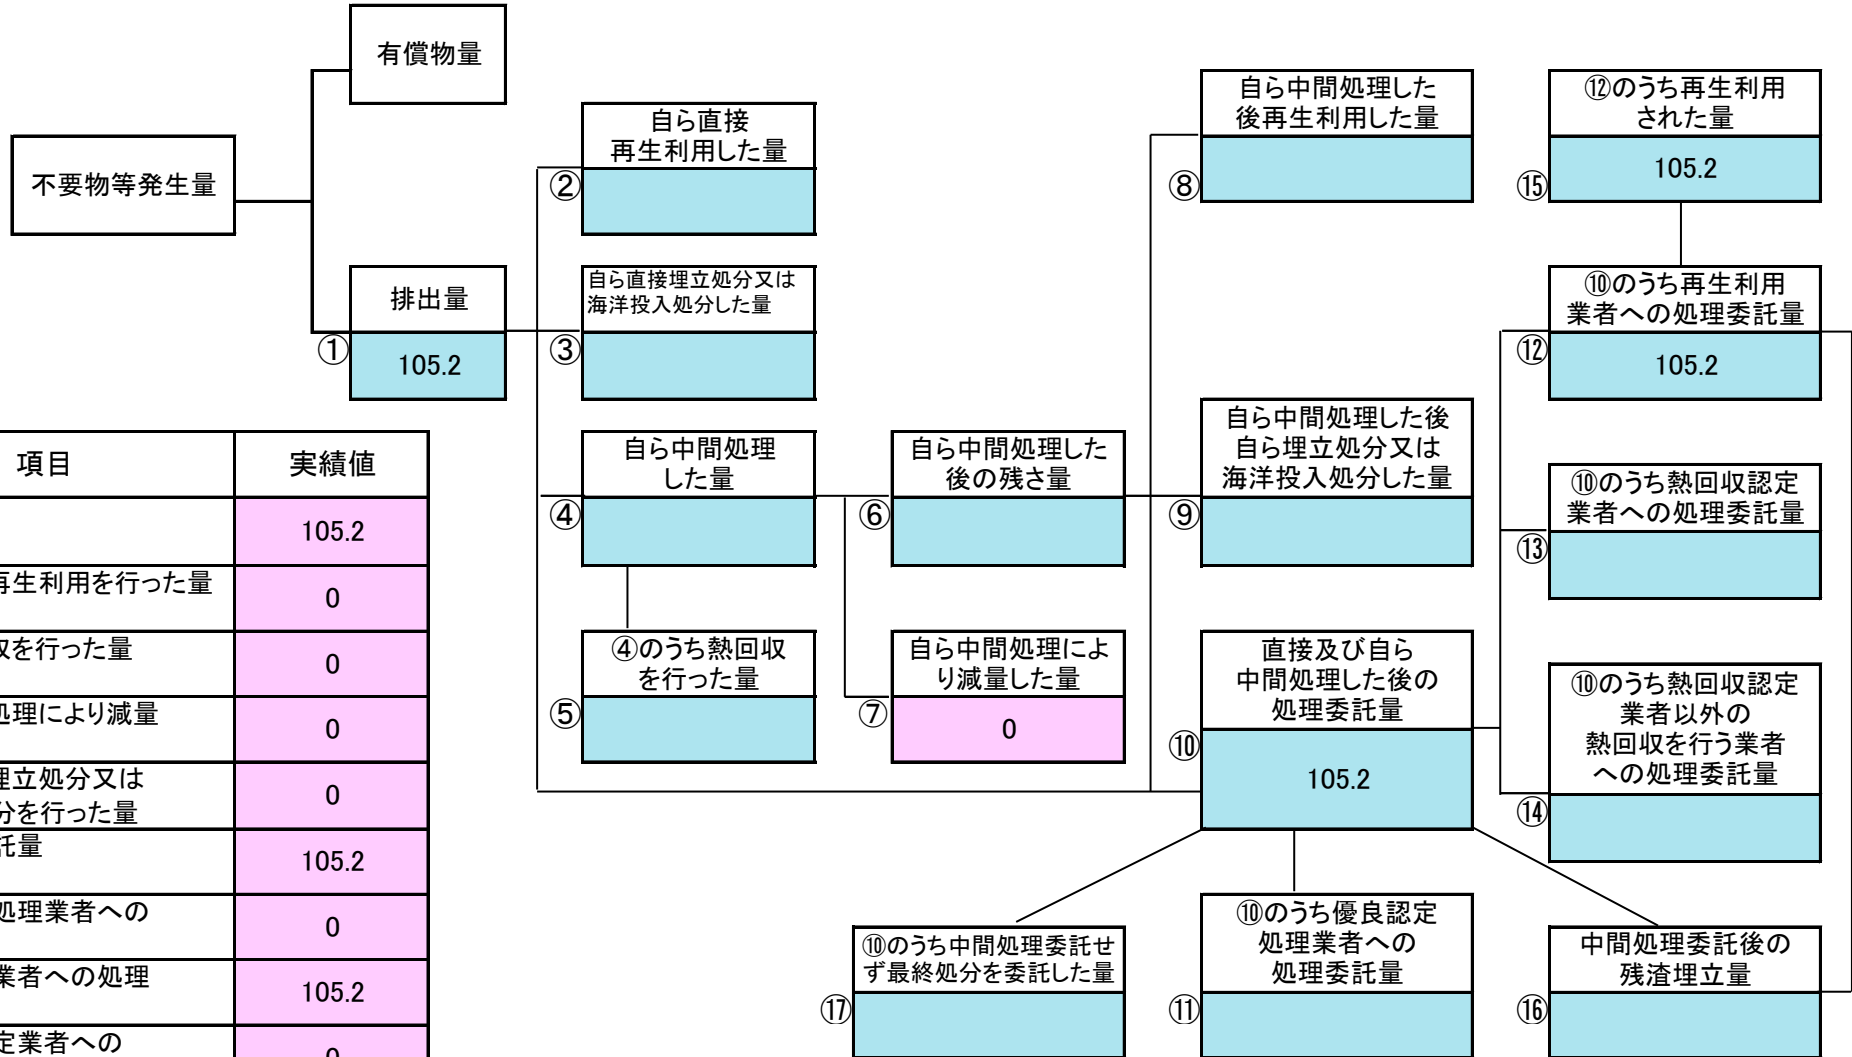 有償物量
不要物等発生量
排出量
①
105.2
自ら直接
再生利用した量
②
自ら直接埋立処分又は
海洋投入処分した量
③
自ら中間処理
した量
④
④のうち熱回収
を行った量
⑤
自ら中間処理した
後の残さ量
⑥
自ら中間処理によ
り減量した量
⑦
0
自ら中間処理した
後再生利用した量
⑧
自ら中間処理した後
自ら埋立処分又は
海洋投入処分した量
⑨
直接及び自ら
中間処理した後の
処理委託量
⑩
105.2
⑫のうち再生利用
された量
⑮
105.2
⑩のうち再生利用
業者への処理委託量
⑫
105.2
⑩のうち熱回収認定
業者への処理委託量
⑬
⑩のうち熱回収認定
業者以外の
熱回収を行う業者
への処理委託量
⑭
⑩のうち中間処理委託せ
ず最終処分を委託した量
⑰
⑩のうち優良認定
処理業者への
処理委託量
⑪
中間処理委託後の
残渣埋立量
⑯
項目 実績値
105.2
再生利用を行った量
0
を行った量
0
処理により減量
0
埋立処分又は
分を行った量
0
託量
105.2
処理業者への
0
業者への処理
105.2
定業者への
0